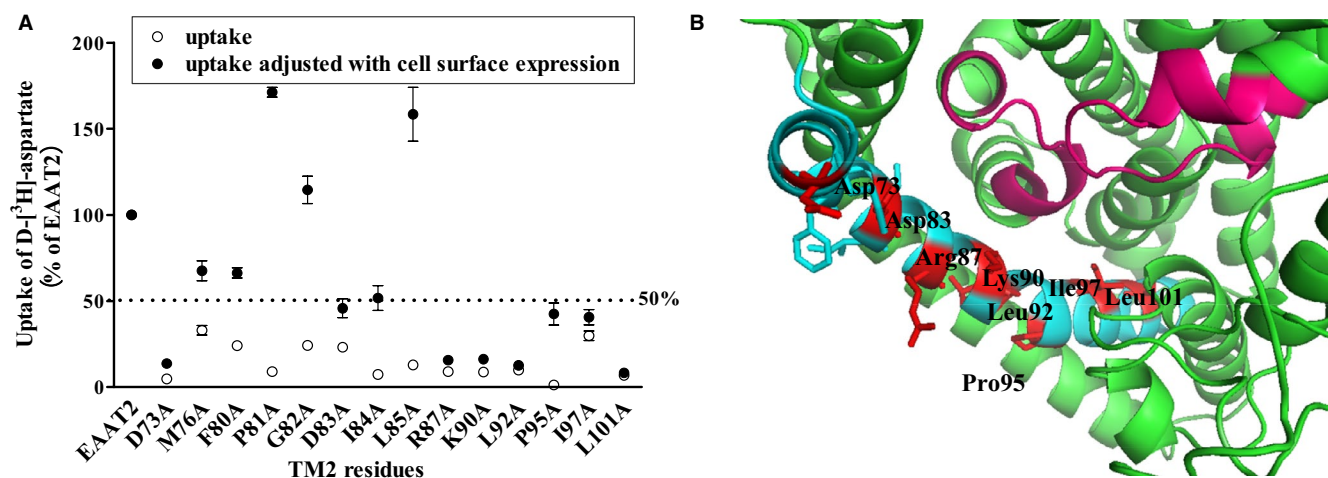 A
B
uptake
uptake adjusted with cell surface expression
Uptake of D-[³H]-aspartate
(% of EAAT2)
200
150
100
50
0
50%
EAAT2
D73A
M76A
F80A
P81A
G82A
D83A
I84A
L85A
R87A
K90A
L92A
P95A
I97A
L101A
TM2 residues
Asp73
Asp83
Arg87
Lys90
Ile97
Leu101
Leu92
Pro95